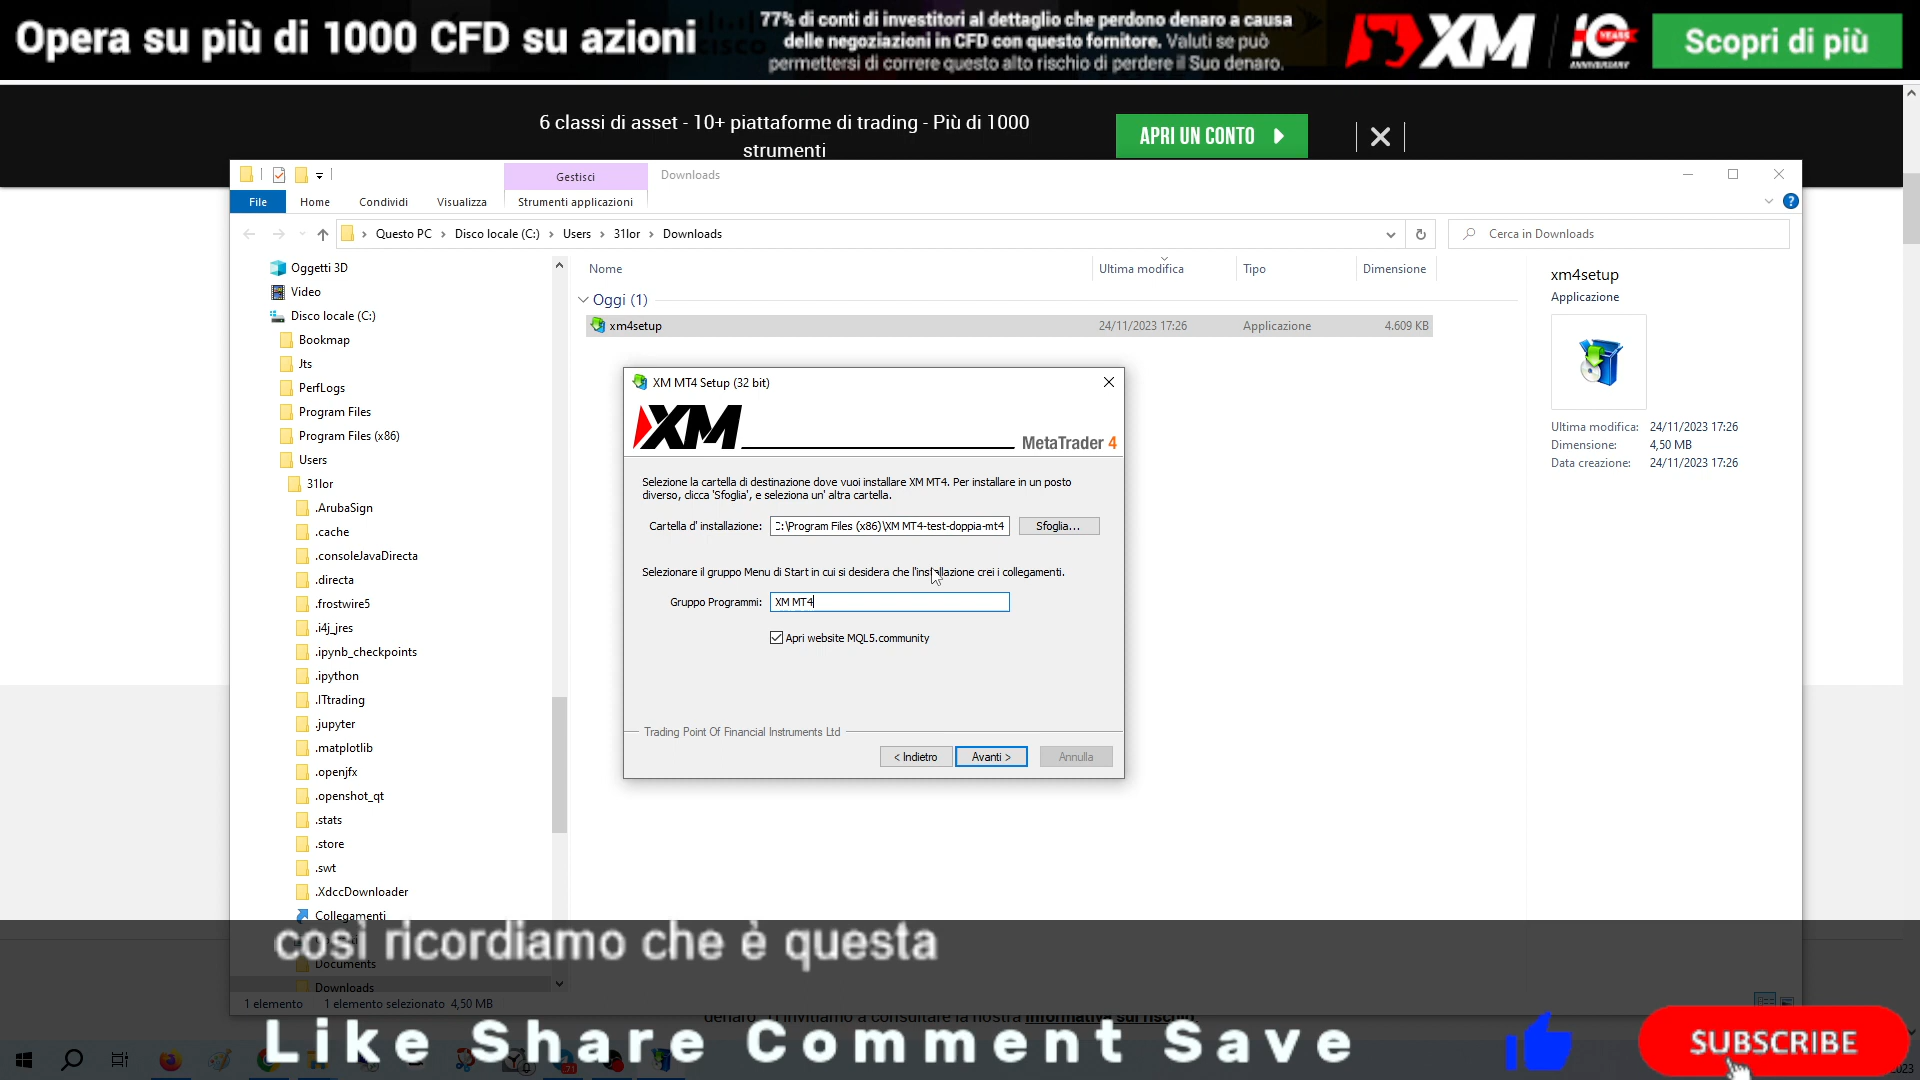 Opera su più di 1000 CFD su azioni
77% di conti di investitori al dettaglio che perdono denaro a causa
delle negoziazioni in CFD con questo fornitore. Valuti se può
permettersi di correre questo alto rischio di perdere il Suo denaro.
XM
10
YEARS
ANNIVERSARY
Scopri di più
6 classi di asset - 10+ piattaforme di trading - Più di 1000
strumenti
APRI UN CONTO
Gestisci
Downloads
File
Home
Condividi
Visualizza
Strumenti applicazioni
Questo PC
Disco locale (C:)
Users
31lor
Downloads
Cerca in Downloads
Oggetti 3D
Video
Disco locale (C:)
Bookmap
Jts
PerfLogs
Program Files
Program Files (x86)
Users
31lor
.ArubaSign
.cache
.consoleJavaDirecta
.directa
.frostwire5
.i4j_jres
.ipynb_checkpoints
.ipython
.ITtrading
.jupyter
.matplotlib
.openjfx
.openshot_qt
.stats
.store
.swt
.XdccDownloader
Collegamenti
Documents
Downloads
Nome
Ultima modifica
Tipo
Dimensione
Oggi (1)
xm4setup
24/11/2023 17:26
Applicazione
4.609 KB
xm4setup
Applicazione
Ultima modifica: 24/11/2023 17:26
Dimensione: 4,50 MB
Data creazione: 24/11/2023 17:26
XM MT4 Setup (32 bit)
XM
MetaTrader 4
Selezione la cartella di destinazione dove vuoi installare XM MT4. Per installare in un posto
diverso, clicca 'Sfoglia', e seleziona un' altra cartella.
Cartella d' installazione: C:\Program Files (x86)\XM MT4-test-doppia-mt4
Sfoglia...
Selezionare il gruppo Menu di Start in cui si desidera che l'installazione crei i collegamenti.
Gruppo Programmi: XM MT4
Apri website MQL5.community
Trading Point Of Financial Instruments Ltd
< Indietro
Avanti >
Annulla
così ricordiamo che è questa
1 elemento
1 elemento selezionato 4,50 MB
denaro. Ti invitiamo a consultare la nostra informativa sui rischio.
Like Share Comment Save
SUBSCRIBE